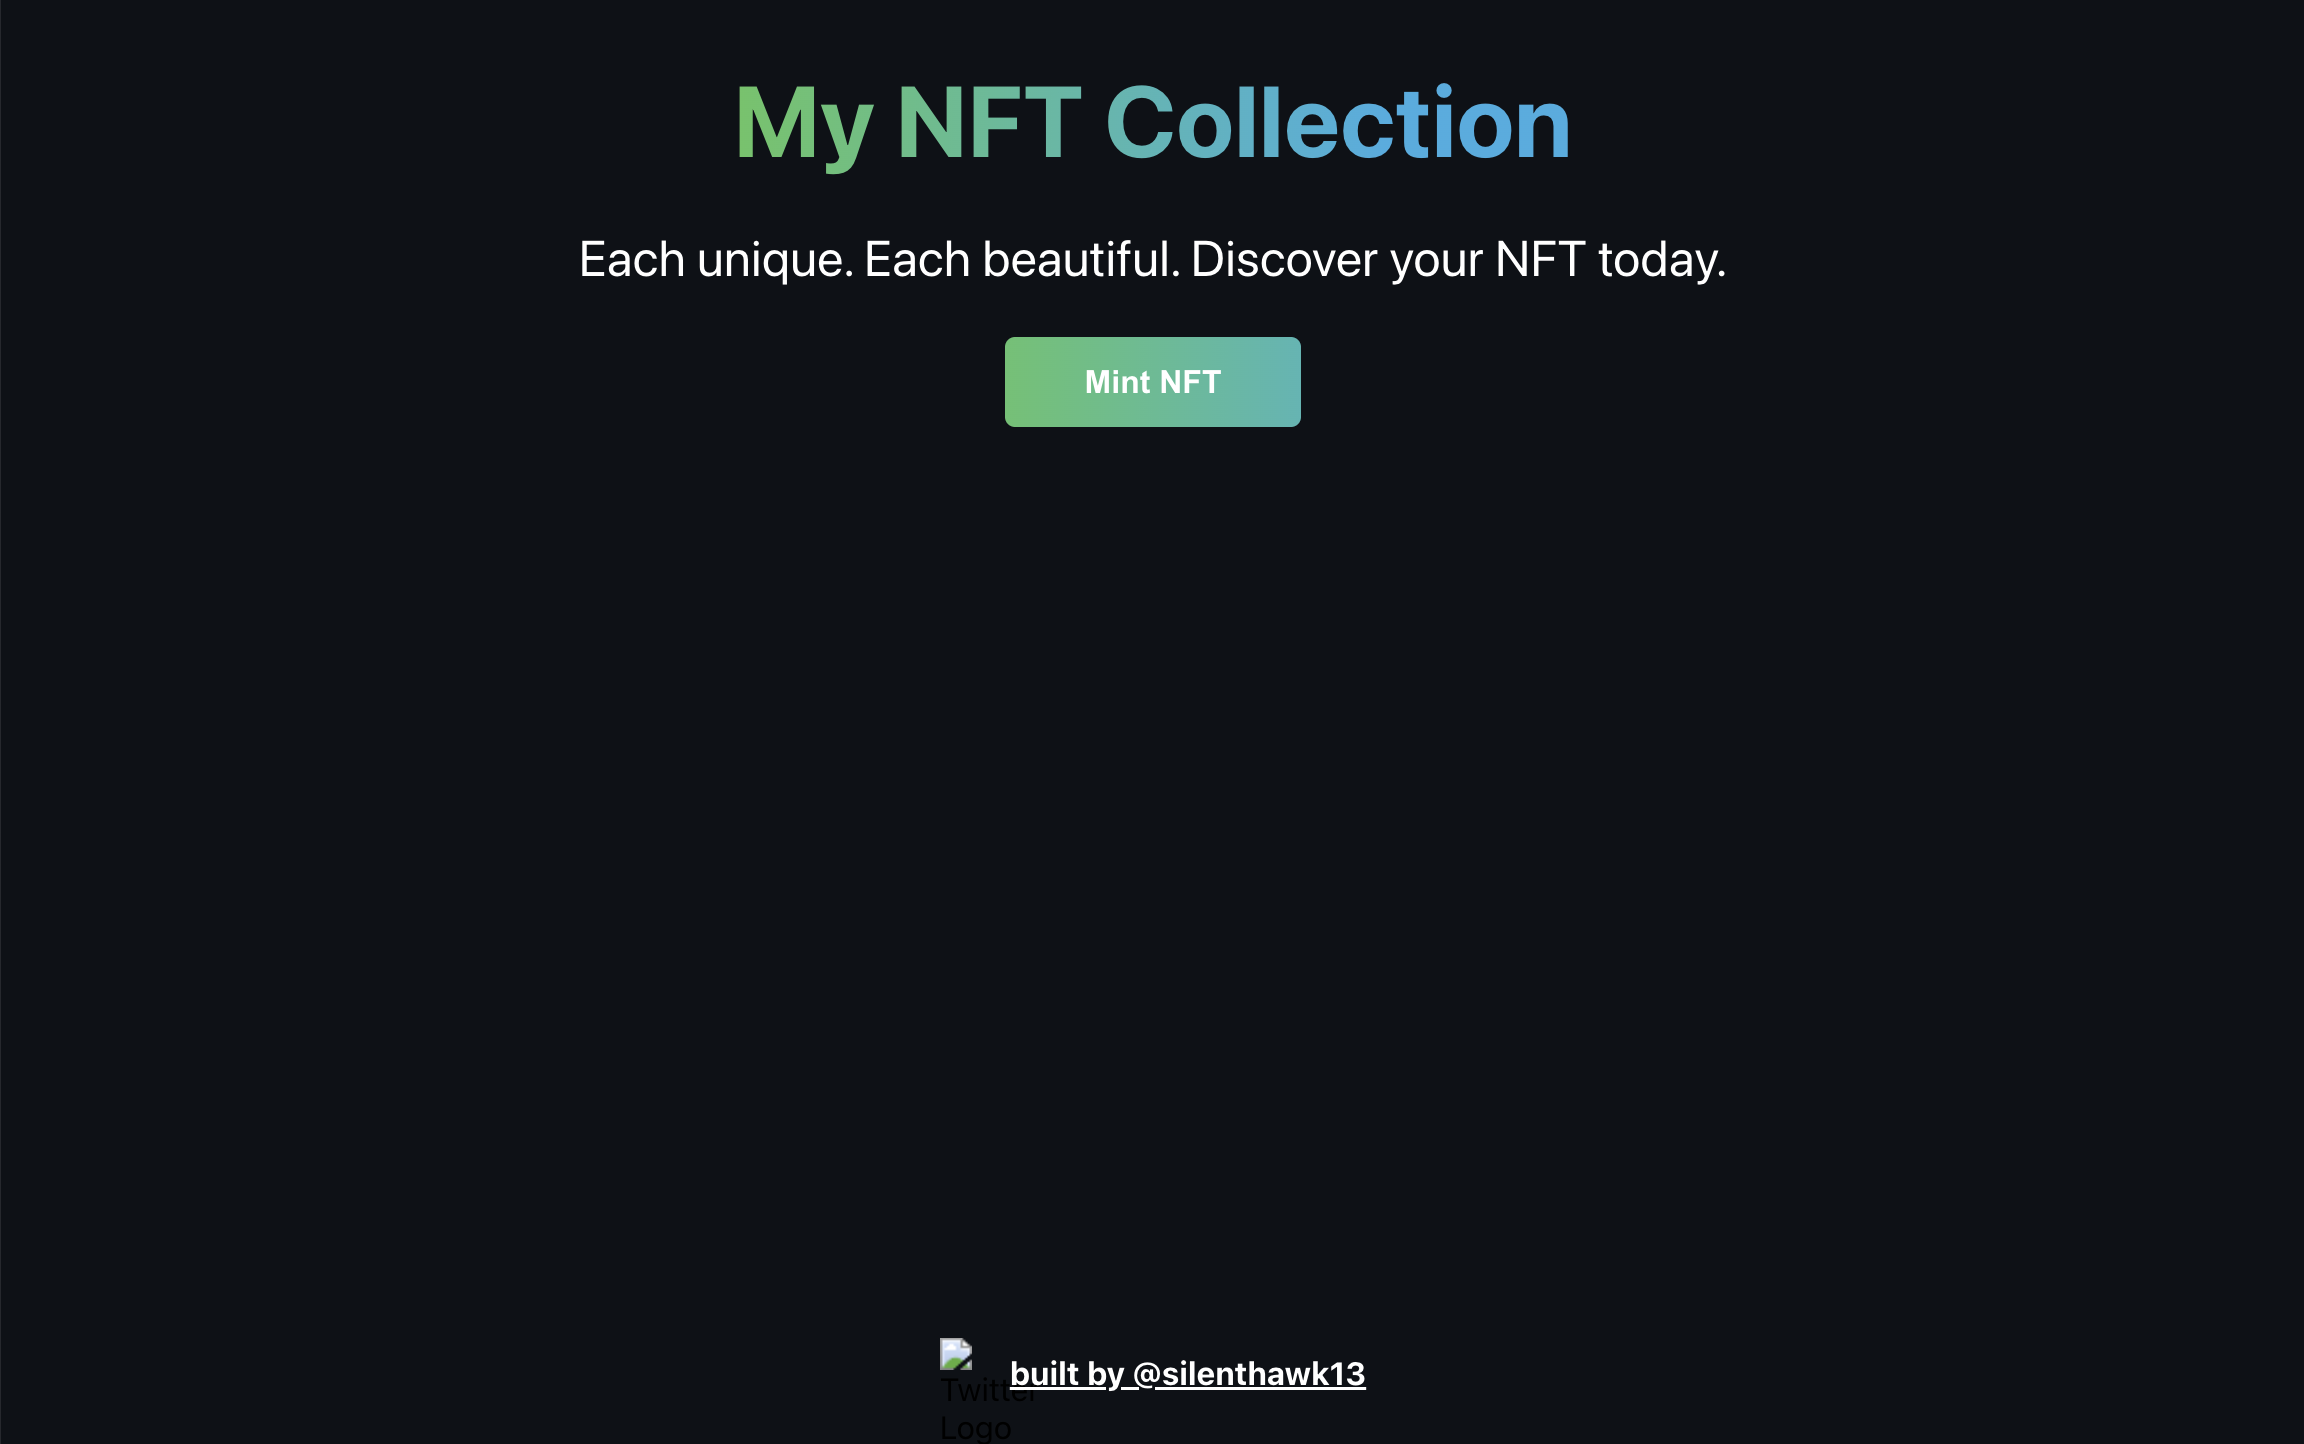 My NFT Collection
Each unique. Each beautiful. Discover your NFT today.
Mint NFT
built by @silenthawk13
Twitter
Logo